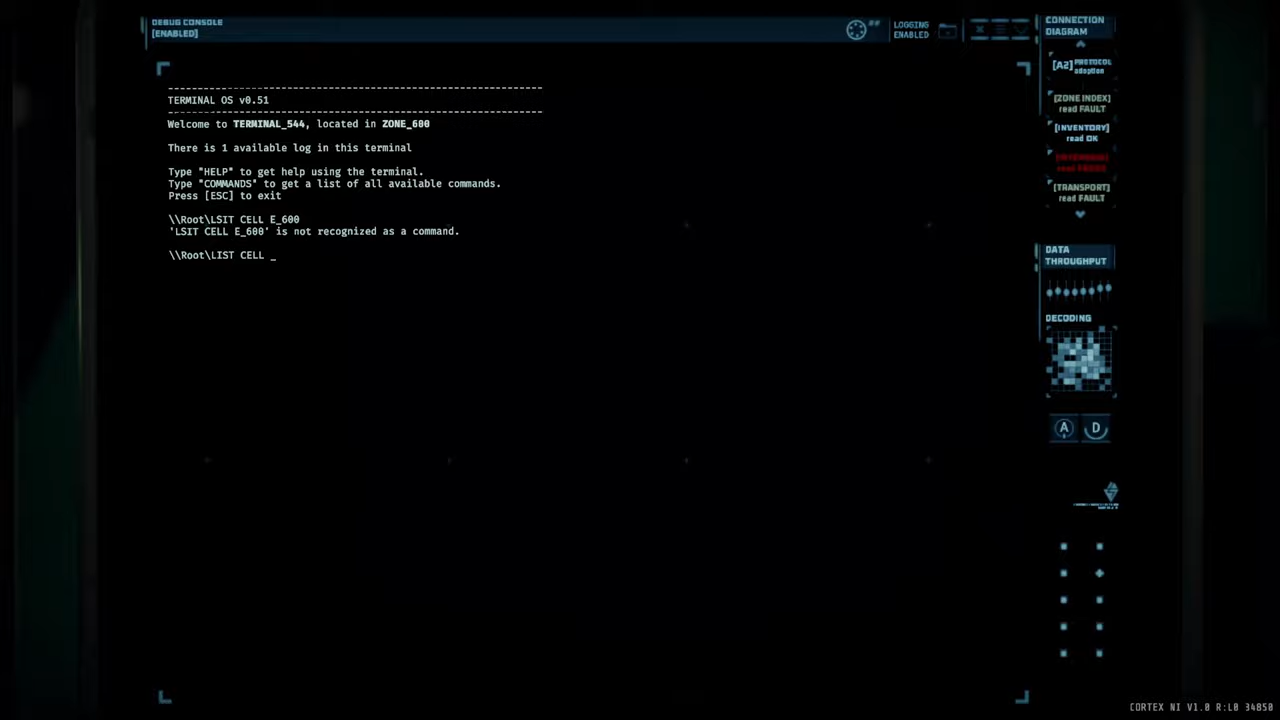 DEBUG CONSOLE
[ENABLED]
LOGGING
ENABLED
---------------------------------------------------------------
TERMINAL OS v0.51
---------------------------------------------------------------
Welcome to TERMINAL_544, located in ZONE_600
There is 1 available log in this terminal
Type "HELP" to get help using the terminal.
Type "COMMANDS" to get a list of all available commands.
Press [ESC] to exit
\\Root\LSIT CELL E_600
'LSIT CELL E_600' is not recognized as a command.
\\Root\LIST CELL _
CONNECTION
DIAGRAM
[A2] PROTOCOL
adoption
[ZONE INDEX]
read FAULT
[INVENTORY]
read OK
[TRANSPORT]
read FAULT
DATA
THROUGHPUT
DECODING
A D
CORTEX NI V1.0 R:L0 34850